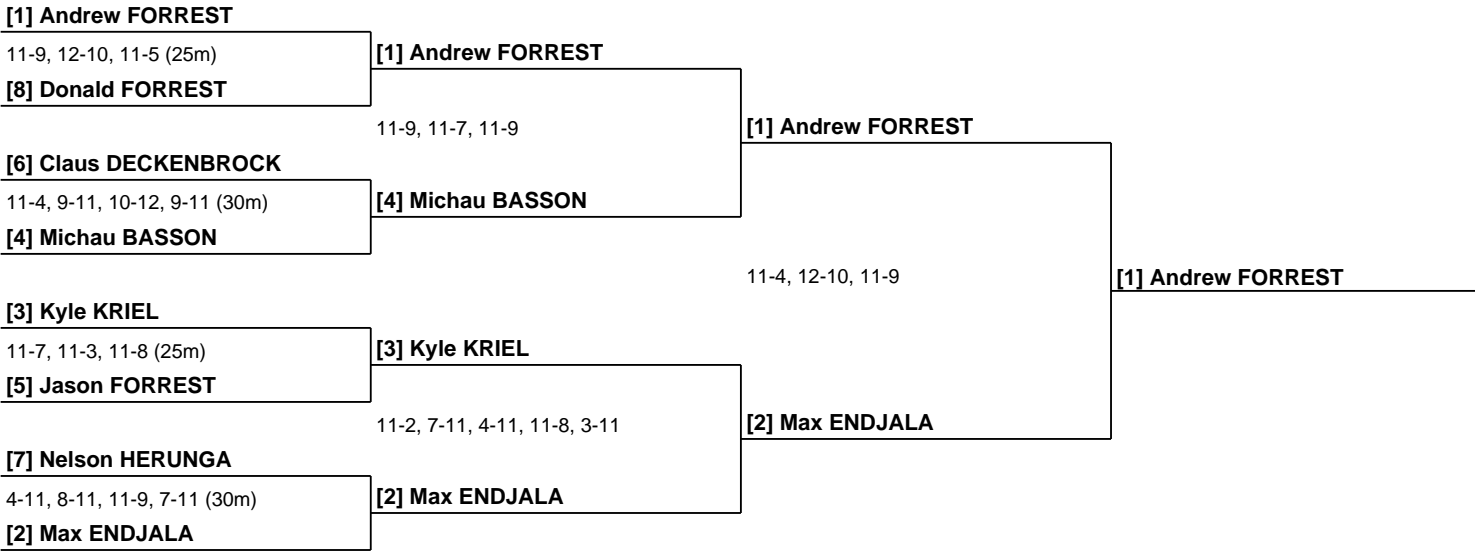 [1] Andrew FORREST
11-9, 12-10, 11-5 (25m)
[8] Donald FORREST
[6] Claus DECKENBROCK
11-4, 9-11, 10-12, 9-11 (30m)
[4] Michau BASSON
[3] Kyle KRIEL
11-7, 11-3, 11-8 (25m)
[5] Jason FORREST
[7] Nelson HERUNGA
4-11, 8-11, 11-9, 7-11 (30m)
[2] Max ENDJALA
[1] Andrew FORREST
11-9, 11-7, 11-9
[4] Michau BASSON
[3] Kyle KRIEL
11-2, 7-11, 4-11, 11-8, 3-11
[2] Max ENDJALA
[1] Andrew FORREST
11-4, 12-10, 11-9
[2] Max ENDJALA
[1] Andrew FORREST